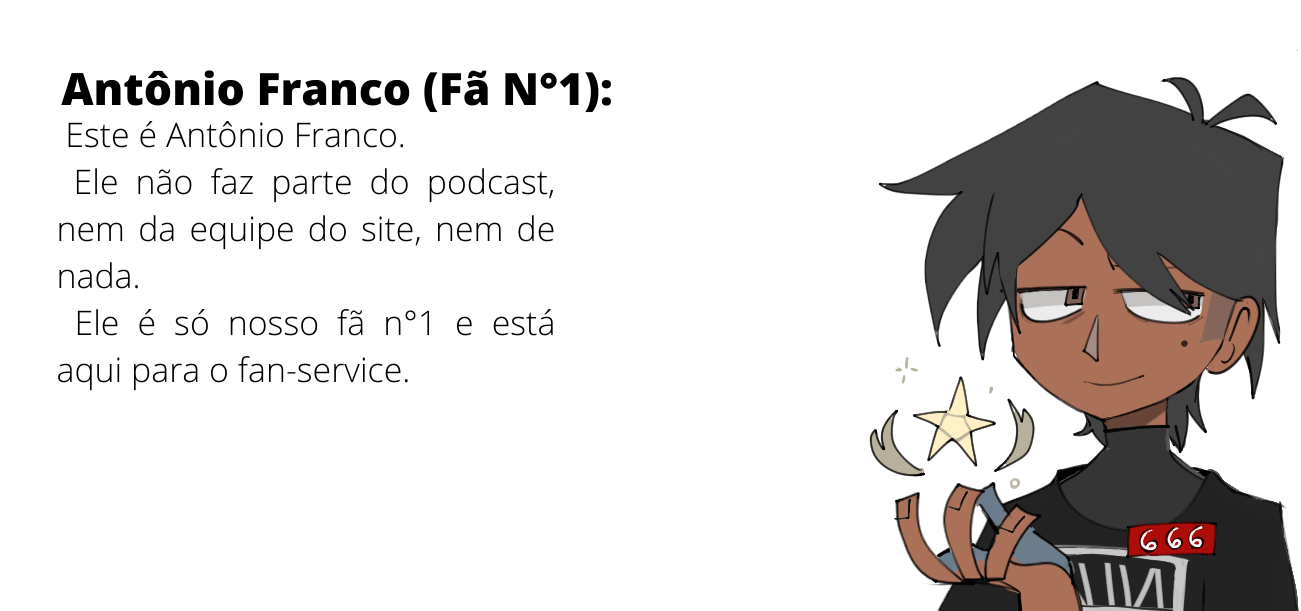 Antônio Franco (Fã N°1):
Este é Antônio Franco.
Ele não faz parte do podcast,
nem da equipe do site, nem de
nada.
Ele é só nosso fã n°1 e está
aqui para o fan-service.
666